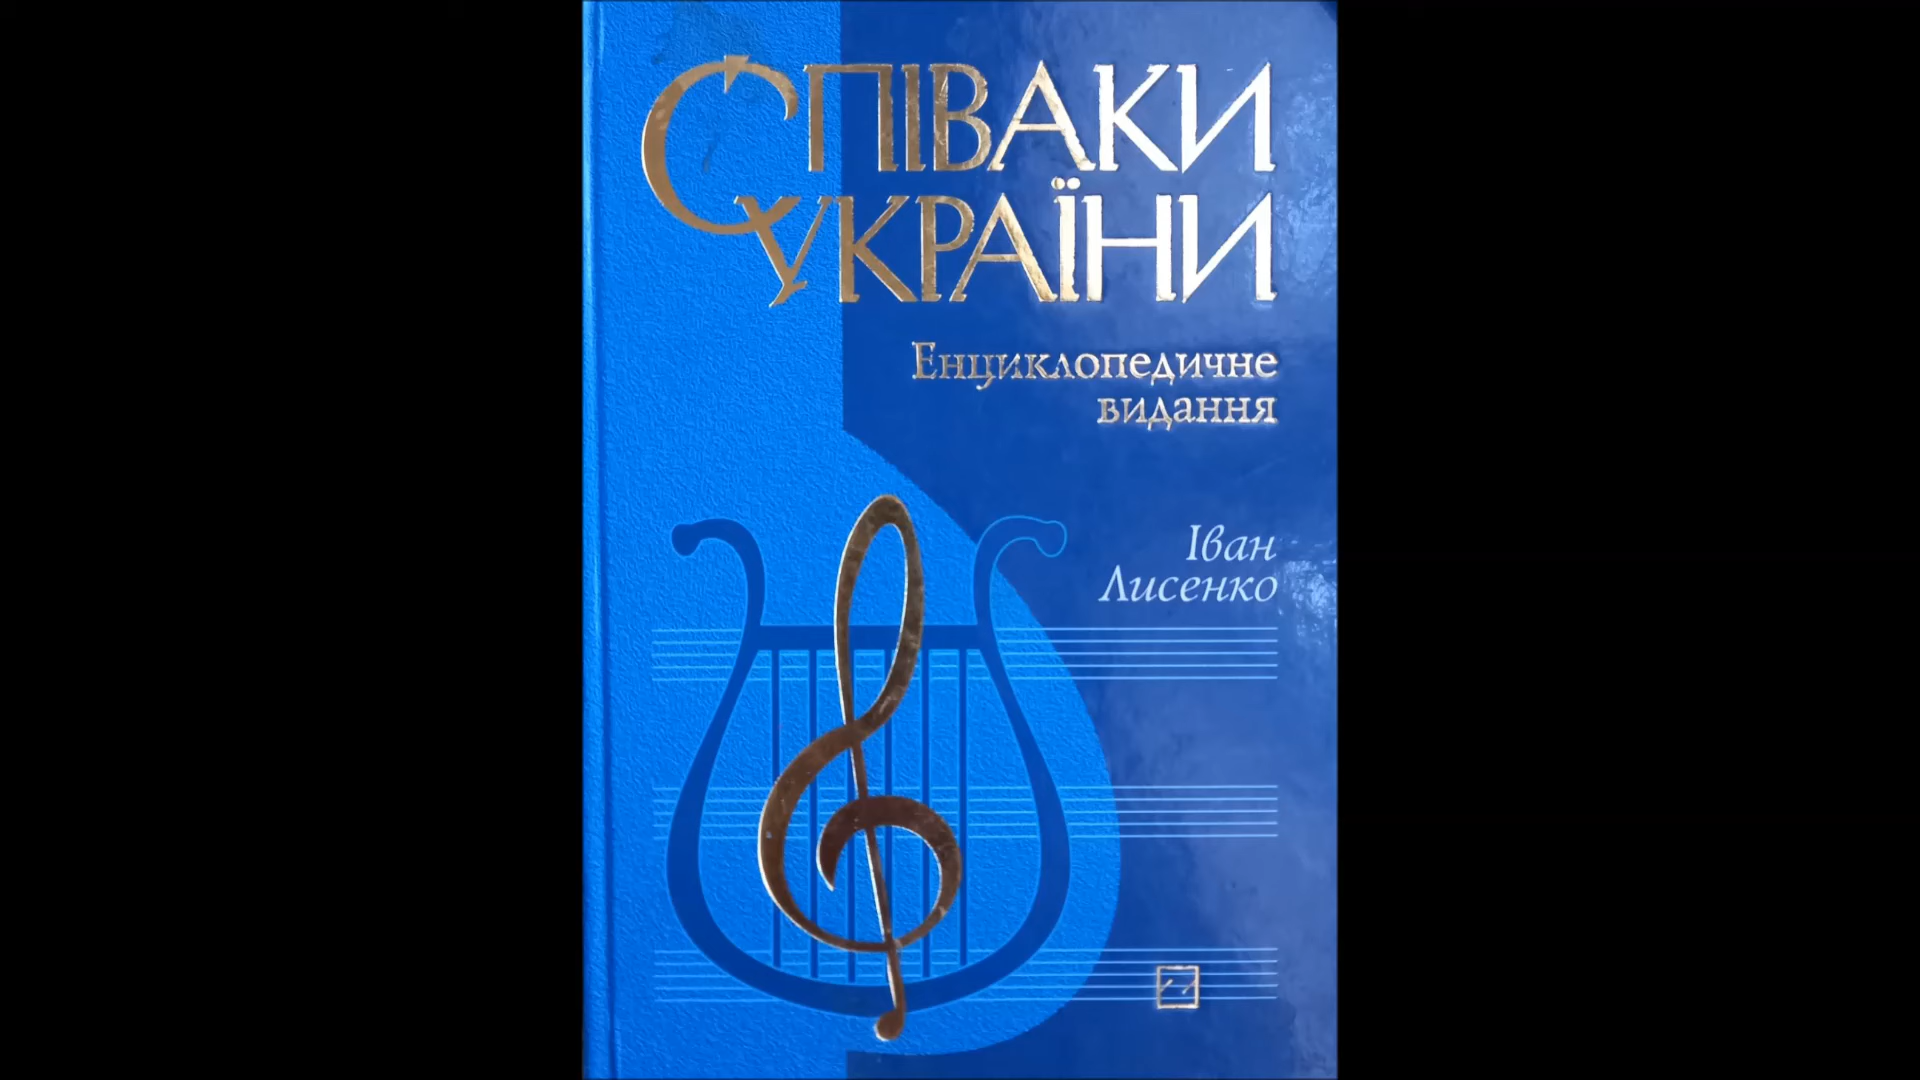 СПІВАКИ
УКРАЇНИ
Енциклопедичне
видання
Іван
Лисенко